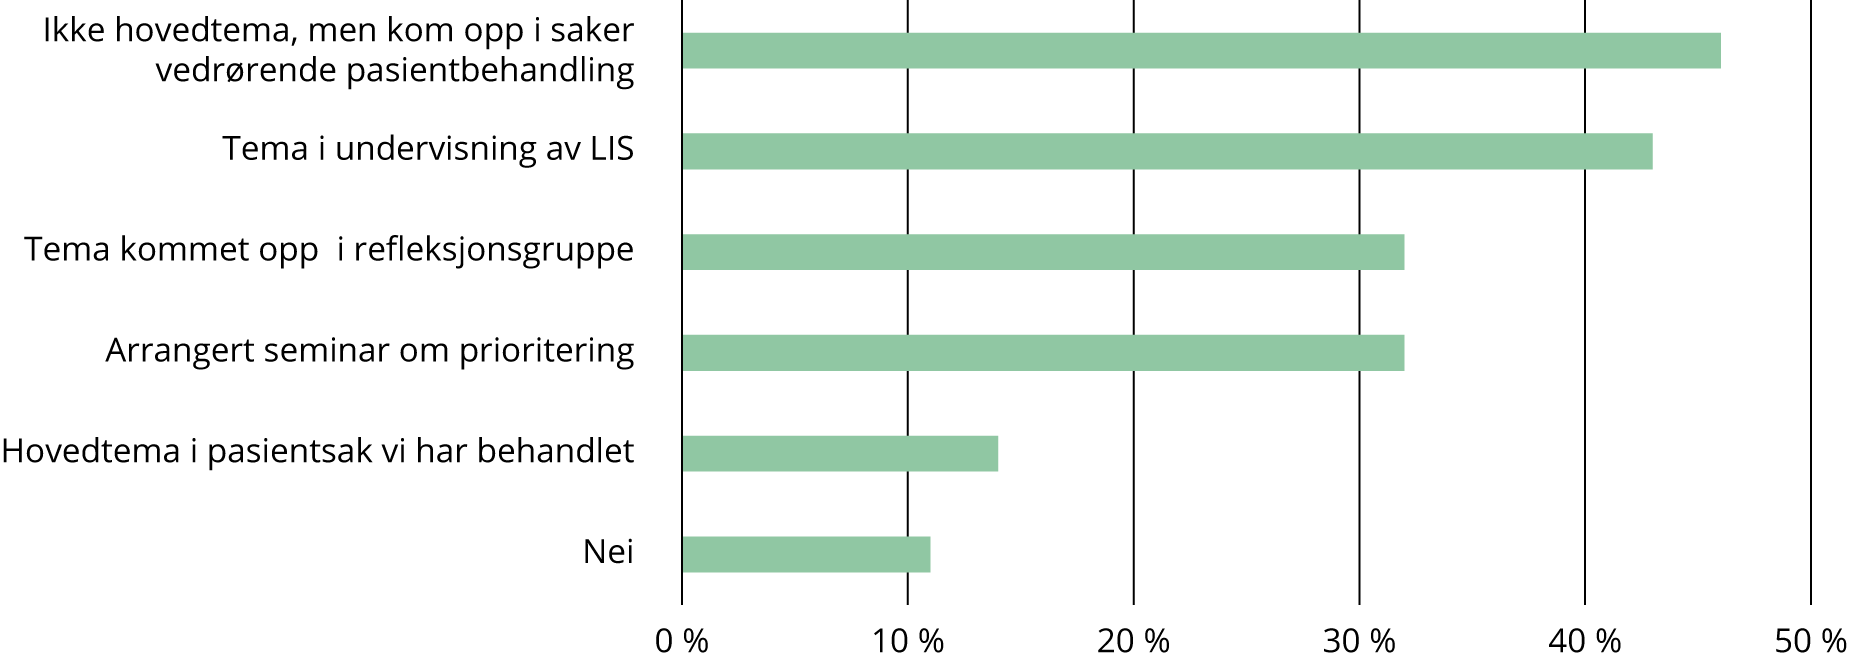 Ikke hovedtema, men kom opp i saker
vedrørende pasientbehandling
Tema i undervisning av LIS
Tema kommet opp  i refleksjonsgruppe
Arrangert seminar om prioritering
Hovedtema i pasientsak vi har behandlet
Nei
0 % 10 % 20 % 30 % 40 % 50 %